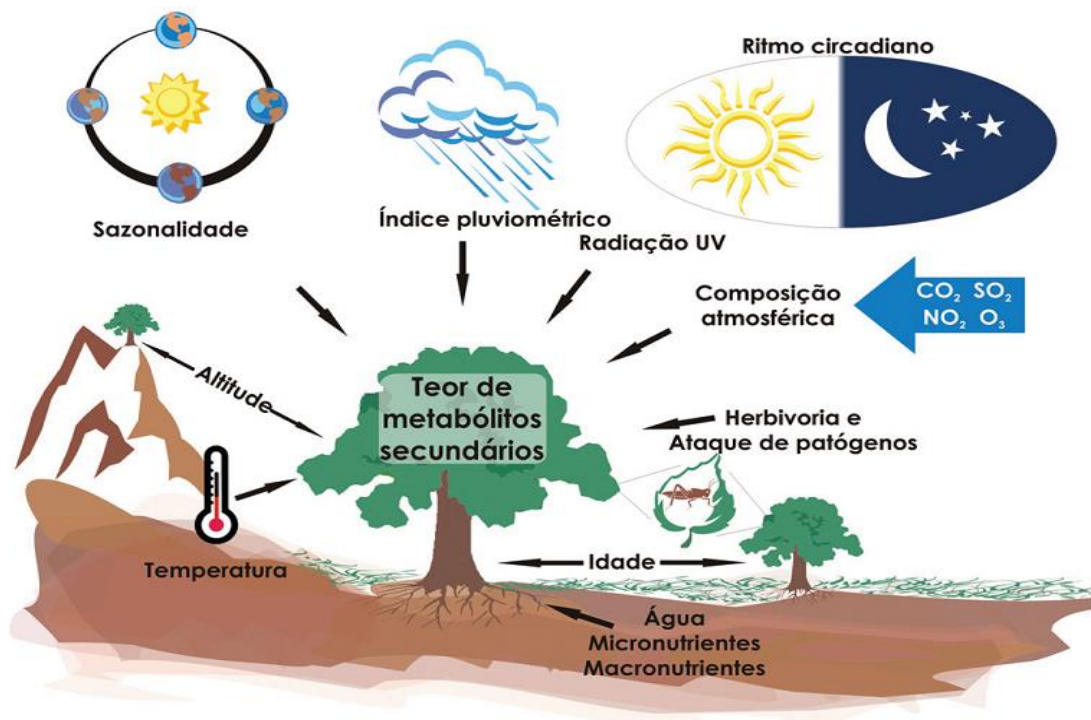 Ritmo circadiano
Sazonalidade
Índice pluviométrico
Radiação UV
Composição
atmosférica
CO₂ SO₂
NO₂ O₃
Altitude
Teor de
metabólitos
secundários
Herbivoria e
Ataque de patógenos
Temperatura
Idade
Água
Micronutrientes
Macronutrientes